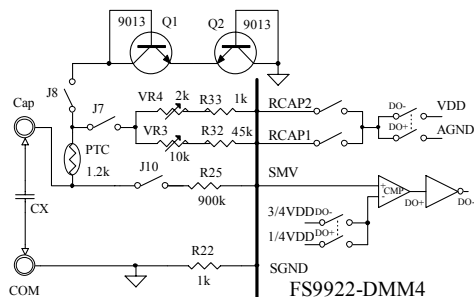 Q1 Q2
9013 9013
J8
VR4 2k R33 1k RCAP2
Cap J7
DO- VDD
DO+ AGND
VR3 10k R32 45k RCAP1
PTC
1.2k
J10 R25 SMV
900k
CMP
DO+ DO-
CX
3/4VDD DO-
1/4VDD DO+
R22
1k SGND
COM
FS9922-DMM4